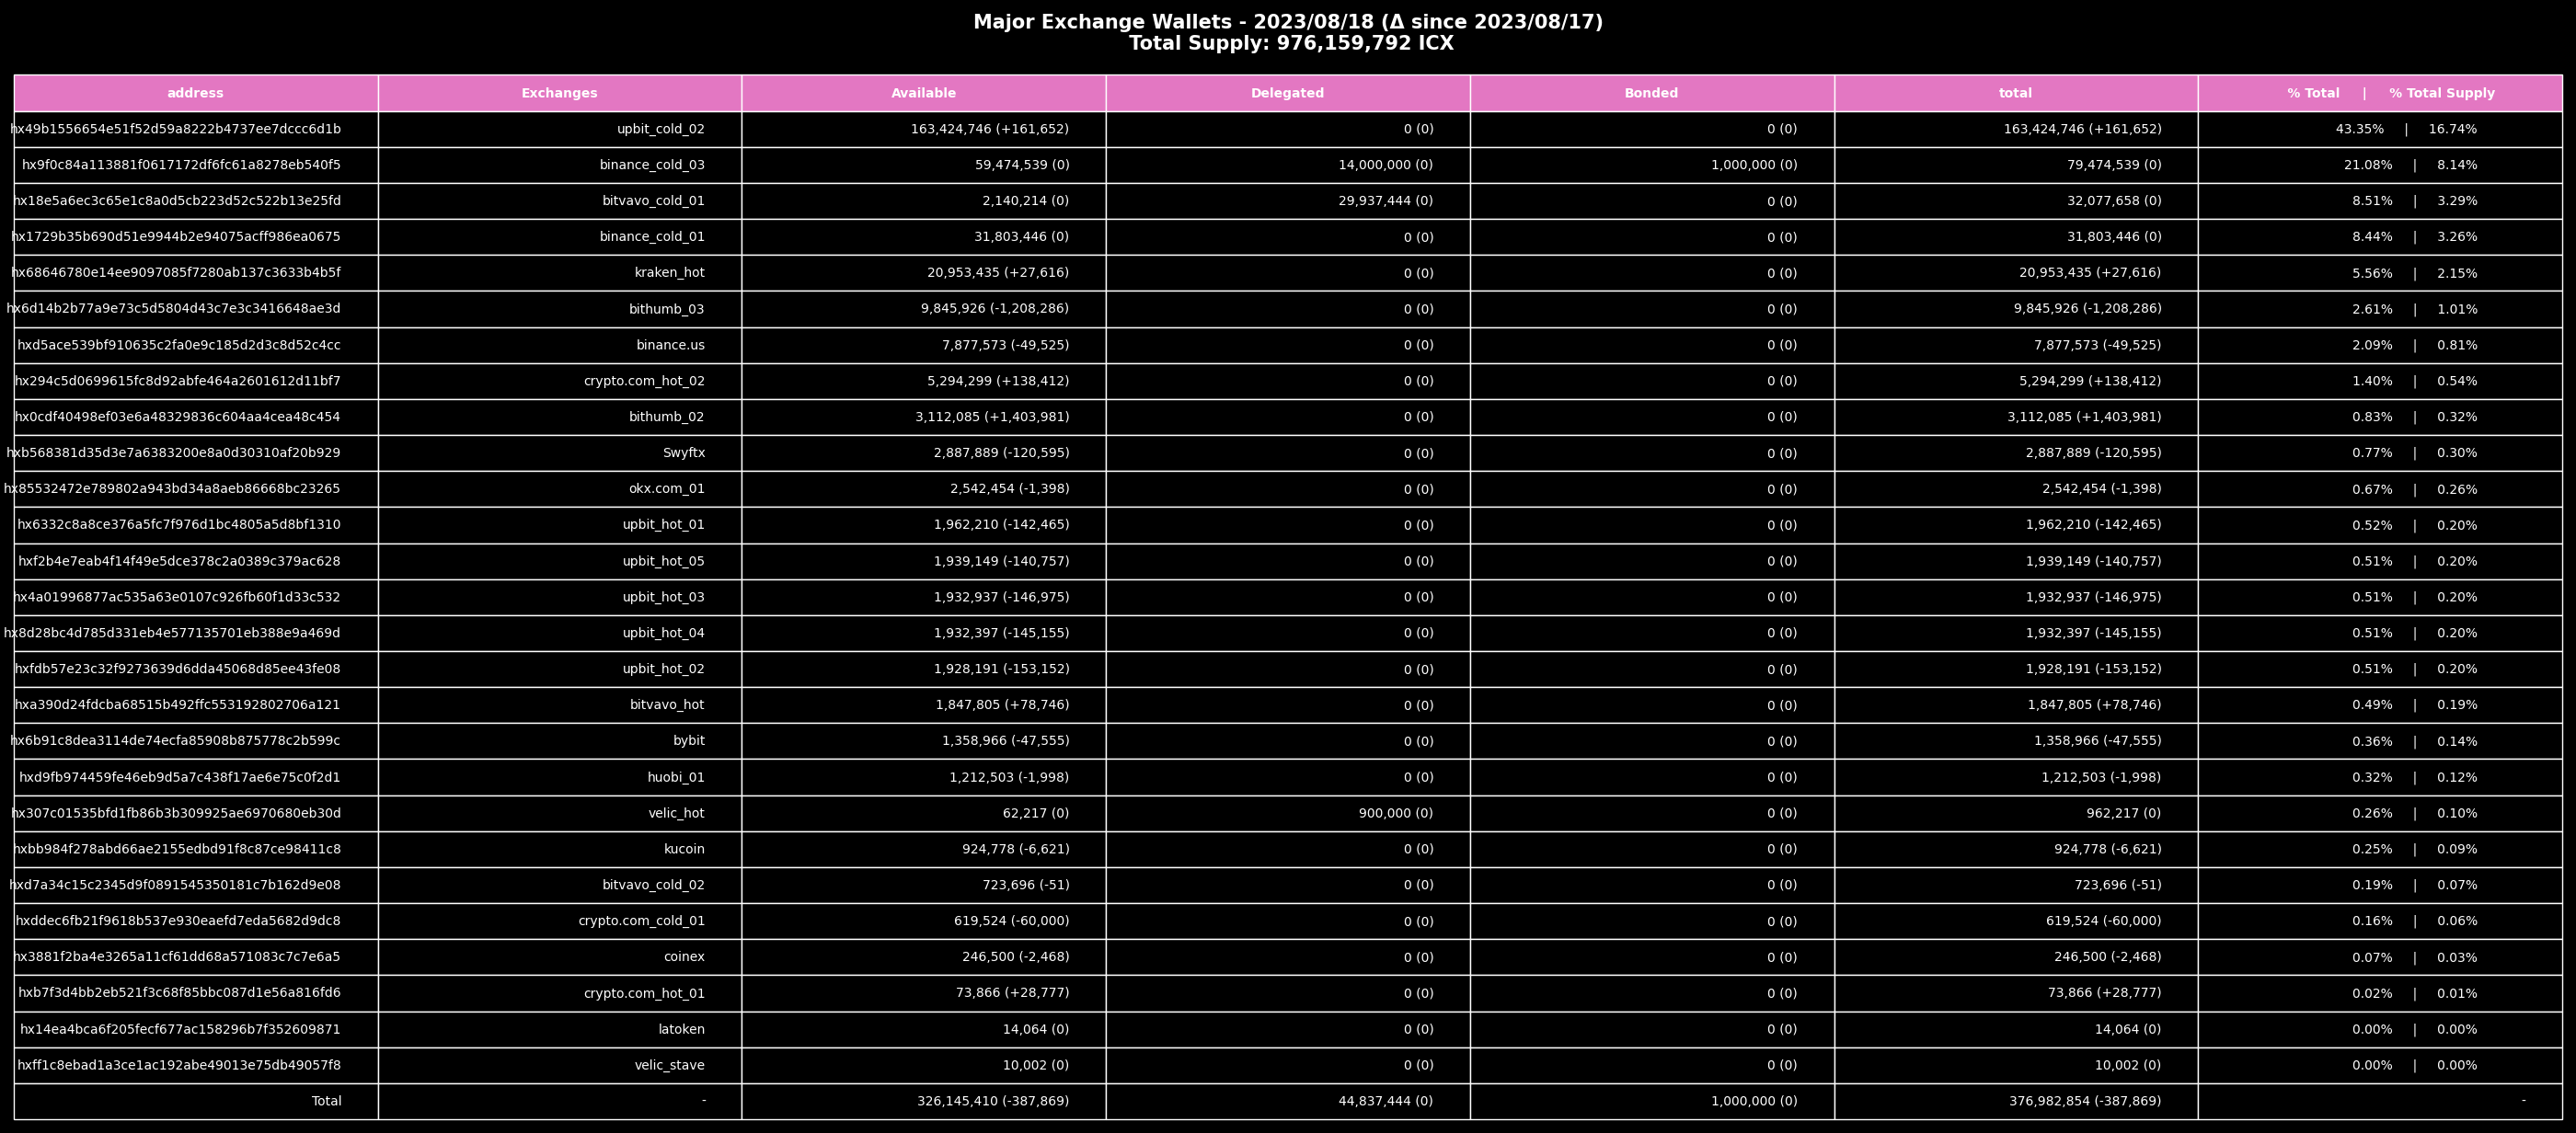 Major Exchange Wallets - 2023/08/18 (Δ since 2023/08/17)
Total Supply: 976,159,792 ICX
address Exchanges Available Delegated Bonded total % Total | % Total Supply
hx49b1556654e51f52d59a8222b4737ee7dccc6d1b upbit_cold_02 163,424,746 (+161,652) 0 (0) 0 (0) 163,424,746 (+161,652) 43.35% | 16.74%
hx9f0c84a113881f0617172df6fc61a8278eb540f5 binance_cold_03 59,474,539 (0) 14,000,000 (0) 1,000,000 (0) 79,474,539 (0) 21.08% | 8.14%
hx18e5a6ec3c65e1c8a0d5cb223d52c522b13e25fd bitvavo_cold_01 2,140,214 (0) 29,937,444 (0) 0 (0) 32,077,658 (0) 8.51% | 3.29%
hx1729b35b690d51e9944b2e94075acff986ea0675 binance_cold_01 31,803,446 (0) 0 (0) 0 (0) 31,803,446 (0) 8.44% | 3.26%
hx68646780e14ee9097085f7280ab137c3633b4b5f kraken_hot 20,953,435 (+27,616) 0 (0) 0 (0) 20,953,435 (+27,616) 5.56% | 2.15%
hx6d14b2b77a9e73c5d5804d43c7e3c3416648ae3d bithumb_03 9,845,926 (-1,208,286) 0 (0) 0 (0) 9,845,926 (-1,208,286) 2.61% | 1.01%
hxd5ace539bf910635c2fa0e9c185d2d3c8d52c4cc binance.us 7,877,573 (-49,525) 0 (0) 0 (0) 7,877,573 (-49,525) 2.09% | 0.81%
hx294c5d0699615fc8d92abfe464a2601612d11bf7 crypto.com_hot_02 5,294,299 (+138,412) 0 (0) 0 (0) 5,294,299 (+138,412) 1.40% | 0.54%
hx0cdf40498ef03e6a48329836c604aa4cea48c454 bithumb_02 3,112,085 (+1,403,981) 0 (0) 0 (0) 3,112,085 (+1,403,981) 0.83% | 0.32%
hxb568381d35d3e7a6383200e8a0d30310af20b929 Swyftx 2,887,889 (-120,595) 0 (0) 0 (0) 2,887,889 (-120,595) 0.77% | 0.30%
hx85532472e789802a943bd34a8aeb86668bc23265 okx.com_01 2,542,454 (-1,398) 0 (0) 0 (0) 2,542,454 (-1,398) 0.67% | 0.26%
hx6332c8a8ce376a5fc7f976d1bc4805a5d8bf1310 upbit_hot_01 1,962,210 (-142,465) 0 (0) 0 (0) 1,962,210 (-142,465) 0.52% | 0.20%
hxf2b4e7eab4f14f49e5dce378c2a0389c379ac628 upbit_hot_05 1,939,149 (-140,757) 0 (0) 0 (0) 1,939,149 (-140,757) 0.51% | 0.20%
hx4a01996877ac535a63e0107c926fb60f1d33c532 upbit_hot_03 1,932,937 (-146,975) 0 (0) 0 (0) 1,932,937 (-146,975) 0.51% | 0.20%
hx8d28bc4d785d331eb4e577135701eb388e9a469d upbit_hot_04 1,932,397 (-145,155) 0 (0) 0 (0) 1,932,397 (-145,155) 0.51% | 0.20%
hxfdb57e23c32f9273639d6dda45068d85ee43fe08 upbit_hot_02 1,928,191 (-153,152) 0 (0) 0 (0) 1,928,191 (-153,152) 0.51% | 0.20%
hxa390d24fdcba68515b492ffc553192802706a121 bitvavo_hot 1,847,805 (+78,746) 0 (0) 0 (0) 1,847,805 (+78,746) 0.49% | 0.19%
hx6b91c8dea3114de74ecfa85908b875778c2b599c bybit 1,358,966 (-47,555) 0 (0) 0 (0) 1,358,966 (-47,555) 0.36% | 0.14%
hxd9fb974459fe46eb9d5a7c438f17ae6e75c0f2d1 huobi_01 1,212,503 (-1,998) 0 (0) 0 (0) 1,212,503 (-1,998) 0.32% | 0.12%
hx307c01535bfd1fb86b3b309925ae6970680eb30d velic_hot 62,217 (0) 900,000 (0) 0 (0) 962,217 (0) 0.26% | 0.10%
hxbb984f278abd66ae2155edbd91f8c87ce98411c8 kucoin 924,778 (-6,621) 0 (0) 0 (0) 924,778 (-6,621) 0.25% | 0.09%
hxd7a34c15c2345d9f0891545350181c7b162d9e08 bitvavo_cold_02 723,696 (-51) 0 (0) 0 (0) 723,696 (-51) 0.19% | 0.07%
hxddec6fb21f9618b537e930eaefd7eda5682d9dc8 crypto.com_cold_01 619,524 (-60,000) 0 (0) 0 (0) 619,524 (-60,000) 0.16% | 0.06%
hx3881f2ba4e3265a11cf61dd68a571083c7c7e6a5 coinex 246,500 (-2,468) 0 (0) 0 (0) 246,500 (-2,468) 0.07% | 0.03%
hxb7f3d4bb2eb521f3c68f85bbc087d1e56a816fd6 crypto.com_hot_01 73,866 (+28,777) 0 (0) 0 (0) 73,866 (+28,777) 0.02% | 0.01%
hx14ea4bca6f205fecf677ac158296b7f352609871 latoken 14,064 (0) 0 (0) 0 (0) 14,064 (0) 0.00% | 0.00%
hxff1c8ebad1a3ce1ac192abe49013e75db49057f8 velic_stave 10,002 (0) 0 (0) 0 (0) 10,002 (0) 0.00% | 0.00%
Total - 326,145,410 (-387,869) 44,837,444 (0) 1,000,000 (0) 376,982,854 (-387,869) -